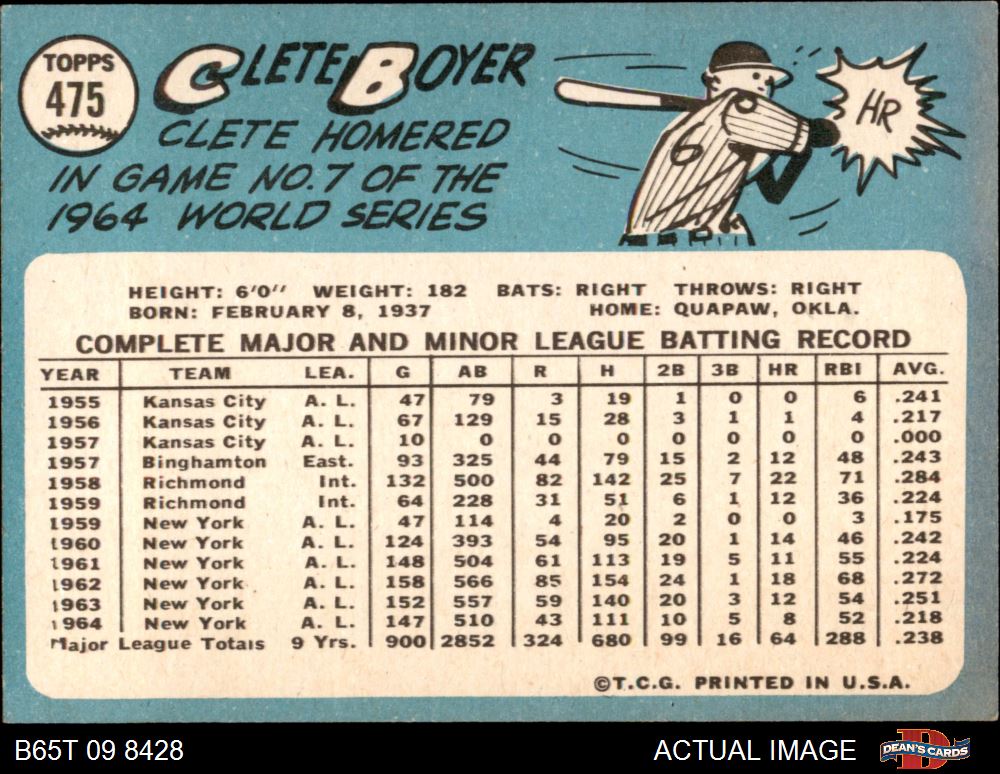 TOPPS
475
CLETE BOYER
CLETE HOMERED
IN GAME NO.7 OF THE
1964 WORLD SERIES
6
HR
HEIGHT: 6'0" WEIGHT: 182 BATS: RIGHT THROWS: RIGHT
BORN: FEBRUARY 8, 1937 HOME: QUAPAW, OKLA.
COMPLETE MAJOR AND MINOR LEAGUE BATTING RECORD
YEAR TEAM LEA. G AB R H 2B 3B HR RBI AVG.
1955 Kansas City A. L. 47 79 3 19 1 0 0 6 .241
1956 Kansas City A. L. 67 129 15 28 3 1 1 4 .217
1957 Kansas City A. L. 10 0 0 0 0 0 0 0 .000
1957 Binghamton East. 93 325 44 79 15 2 12 48 .243
1958 Richmond Int. 132 500 82 142 25 7 22 71 .284
1959 Richmond Int. 64 228 31 51 6 1 12 36 .224
1959 New York A. L. 47 114 4 20 2 0 0 3 .175
1960 New York A. L. 124 393 54 95 20 1 14 46 .242
1961 New York A. L. 148 504 61 113 19 5 11 55 .224
1962 New York A. L. 158 566 85 154 24 1 18 68 .272
1963 New York A. L. 152 557 59 140 20 3 12 54 .251
1964 New York A. L. 147 510 43 111 10 5 8 52 .218
Major League Totals 9 Yrs. 900 2852 324 680 99 16 64 288 .238
©T.C.G. PRINTED IN U.S.A.
B65T 09 8428 ACTUAL IMAGE DEAN'S CARDS